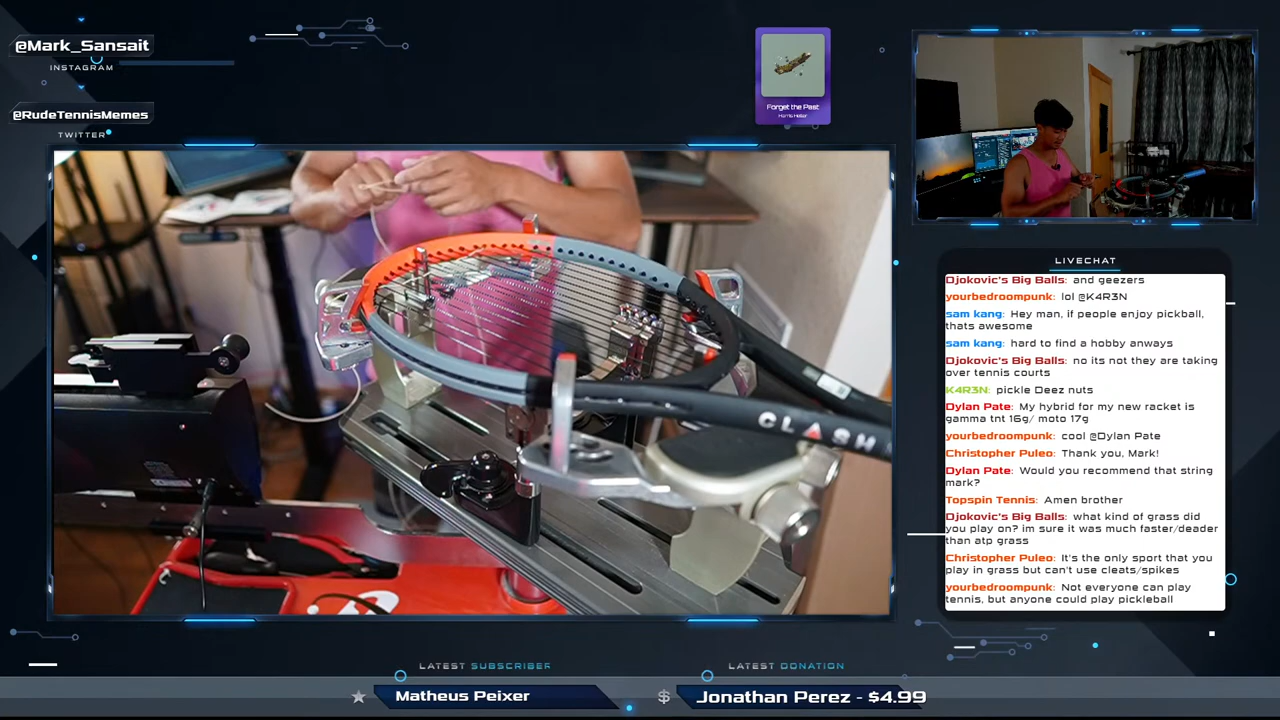 @Mark_Sansait
INSTAGRAM
@RudeTennisMemes
TWITTER
Forget the Past
CLASH
LIVECHAT
Djokovic's Big Balls: and geezers
yourbedroompunk: lol @K4R3N
sam kang: Hey man, if people enjoy pickball,
thats awesome
sam kang: hard to find a hobby anways
Djokovic's Big Balls: no its not they are taking
over tennis courts
K4R3N: pickle Deez nuts
Dylan Pate: My hybrid for my new racket is
gamma tnt 16g/ moto 17g
yourbedroompunk: cool @Dylan Pate
Christopher Puleo: Thank you, Mark!
Dylan Pate: Would you recommend that string
mark?
Topspin Tennis: Amen brother
Djokovic's Big Balls: what kind of grass did
you play on? im sure it was much faster/deader
than atp grass
Christopher Puleo: It's the only sport that you
play in grass but can't use cleats/spikes
yourbedroompunk: Not everyone can play
tennis, but anyone could play pickleball
LATEST SUBSCRIBER
Matheus Peixer
LATEST DONATION
$
Jonathan Perez - $4.99